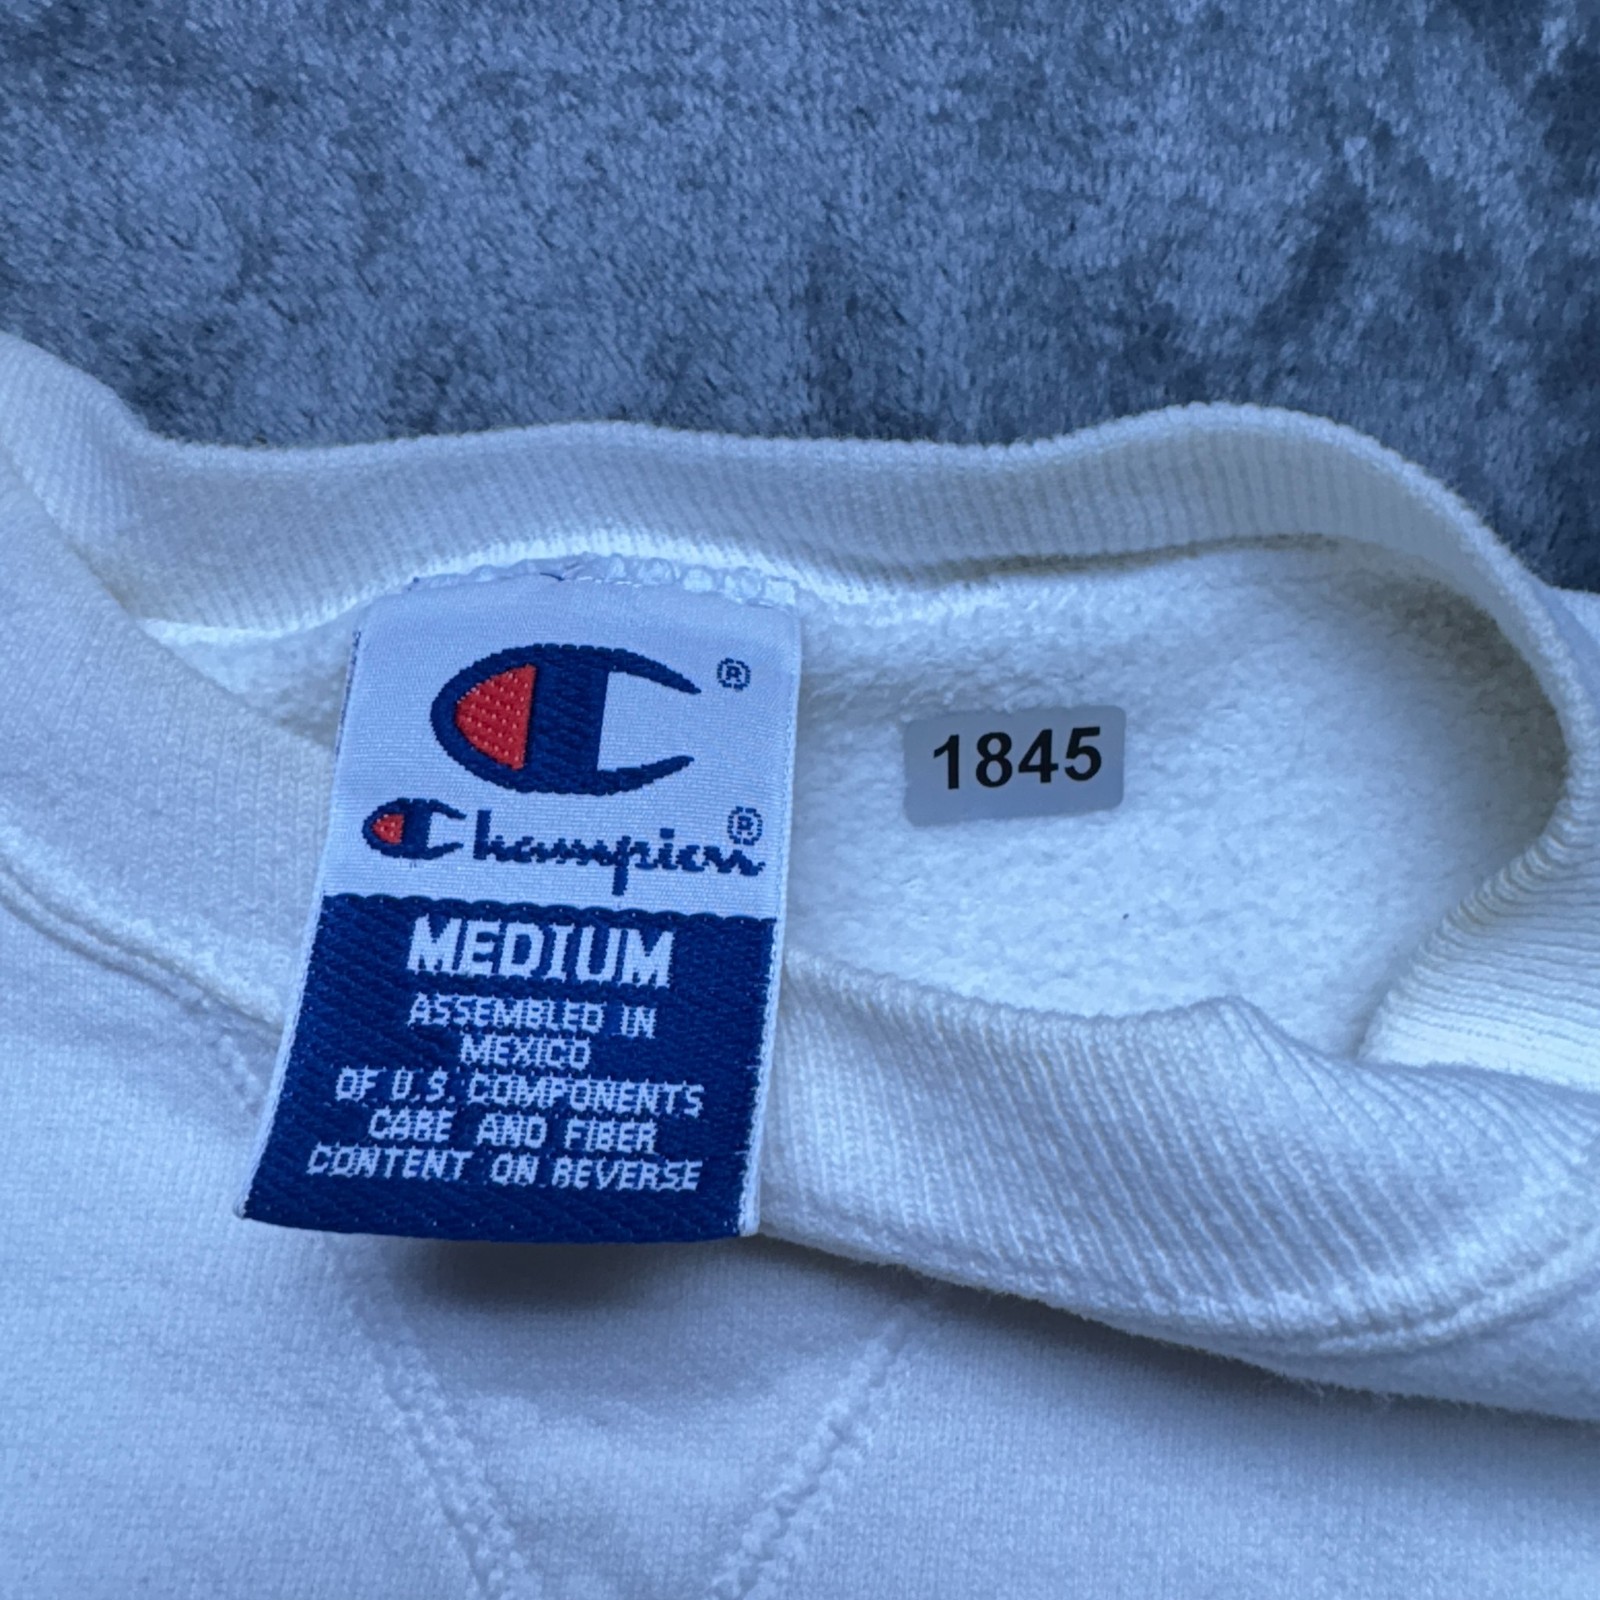 ®
Champion®
1845
MEDIUM
ASSEMBLED IN
MEXICO
OF U.S. COMPONENTS
CARE AND FIBER
CONTENT ON REVERSE